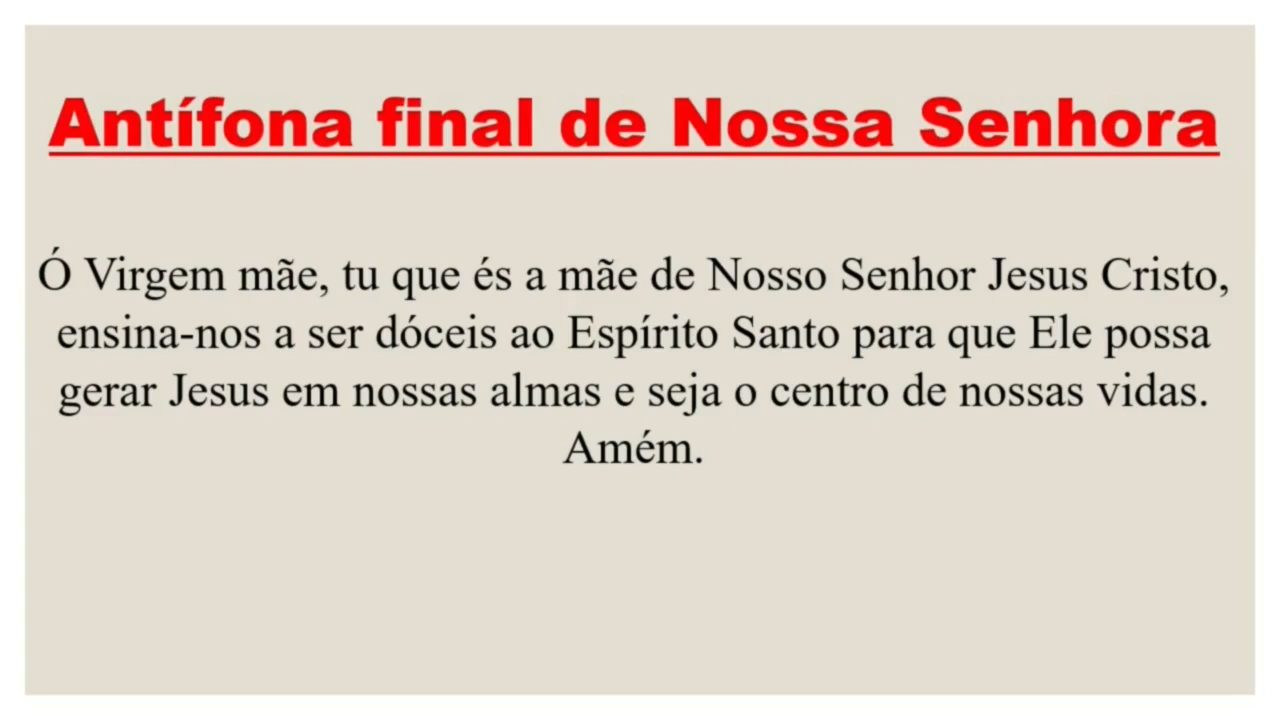 Antífona final de Nossa Senhora
Ó Virgem mãe, tu que és a mãe de Nosso Senhor Jesus Cristo,
ensina-nos a ser dóceis ao Espírito Santo para que Ele possa
gerar Jesus em nossas almas e seja o centro de nossas vidas.
Amém.